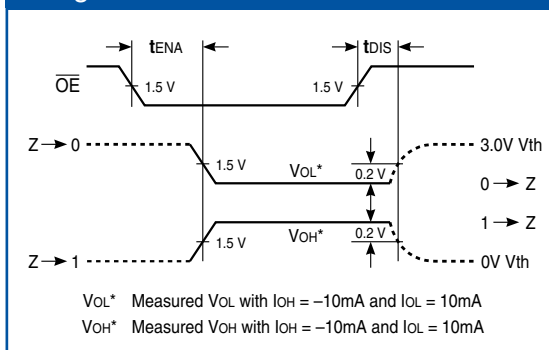 tENA
tDIS
OE
1.5 V
1.5 V
Z → 0
1.5 V
VOL*
0.2 V
3.0V Vth
0 → Z
1 → Z
1.5 V
VOH*
0.2 V
Z → 1
0V Vth
VOL* Measured VOL with IOH = –10mA and IOL = 10mA
VOH* Measured VOH with IOH = –10mA and IOL = 10mA